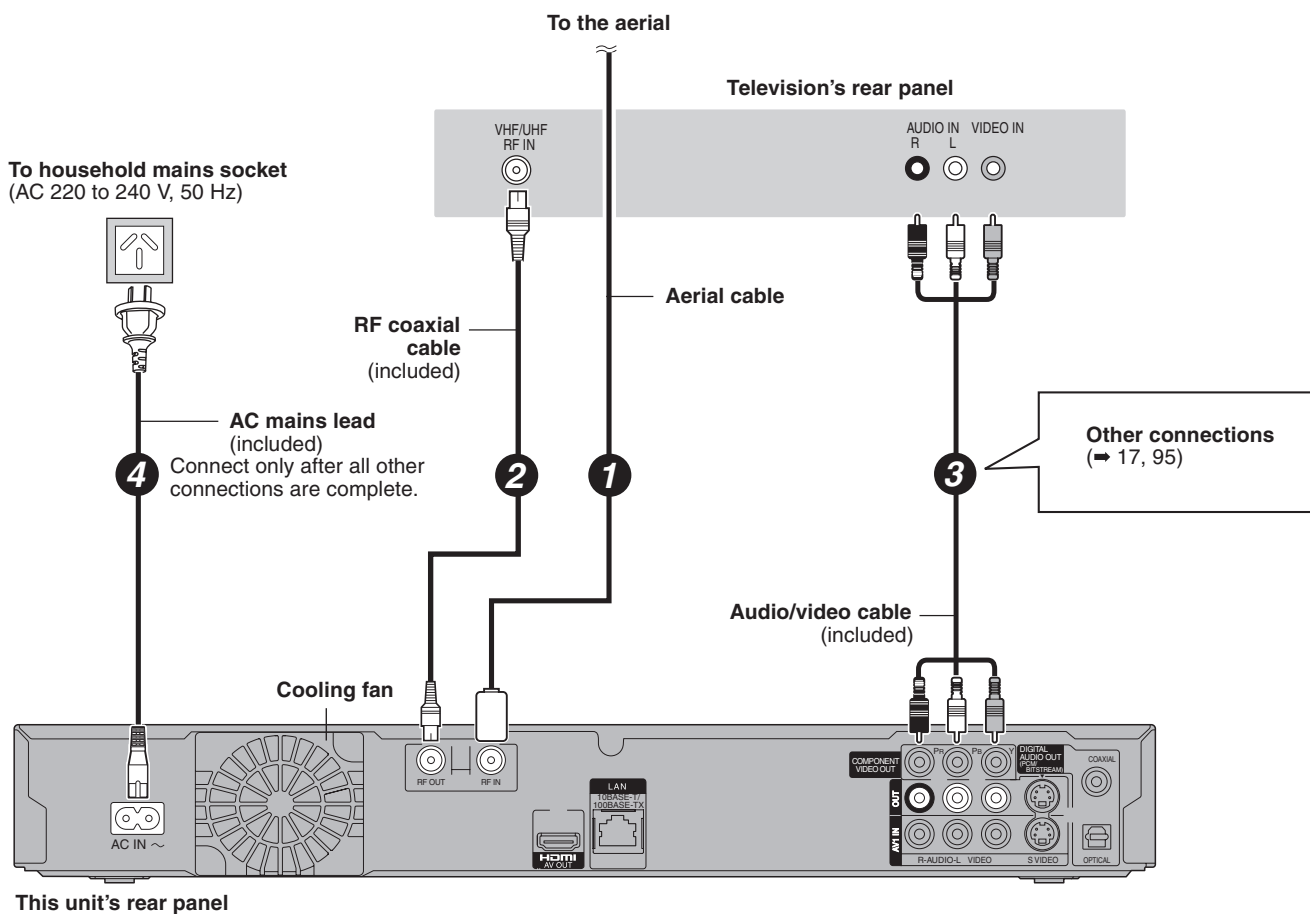 To the aerial
Television's rear panel
VHF/UHF
RF IN
AUDIO IN VIDEO IN
R L
To household mains socket
(AC 220 to 240 V, 50 Hz)
Aerial cable
RF coaxial
cable
(included)
AC mains lead
(included)
Connect only after all other
connections are complete.
4
2
1
3
Other connections
(➡ 17, 95)
Audio/video cable
(included)
Cooling fan
RF OUT
RF IN
LAN
10BASE-T/
100BASE-TX
HDMI
AV OUT
AC IN ~
COMPONENT
VIDEO OUT
PR
PB
Y
DIGITAL
AUDIO OUT
(PCM/
BITSTREAM)
COAXIAL
OUT
AV1 IN
R-AUDIO-L VIDEO
S VIDEO
OPTICAL
This unit's rear panel